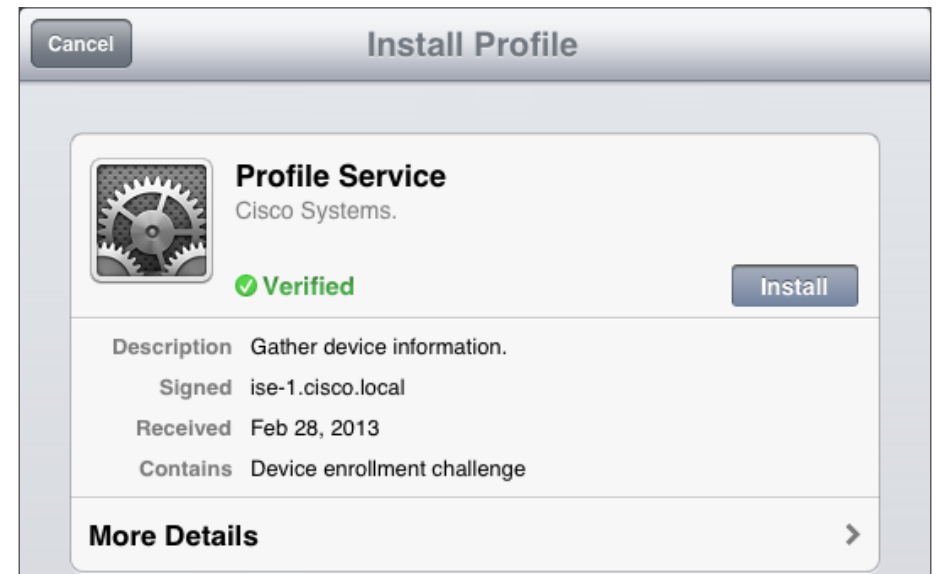 Cancel
Install Profile
Profile Service
Cisco Systems.
Verified
Install
Description Gather device information.
Signed ise-1.cisco.local
Received Feb 28, 2013
Contains Device enrollment challenge
More Details